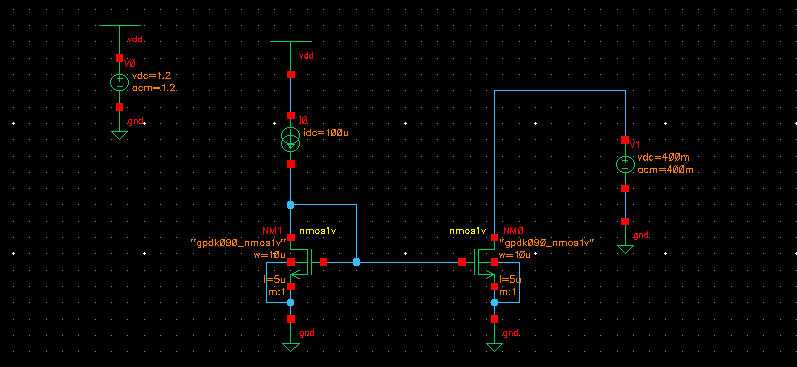 vdd
V0
vdc=1.2
acm=1.2
gnd
vdd
I0
idc=100u
V1
vdc=400m
acm=400m
gnd
NM1
nmos1v
"gpdk090_nmos1v"
w=10u
l=5u
m:1
gnd
nmos1v
NM0
"gpdk090_nmos1v"
w=10u
l=5u
m:1
gnd